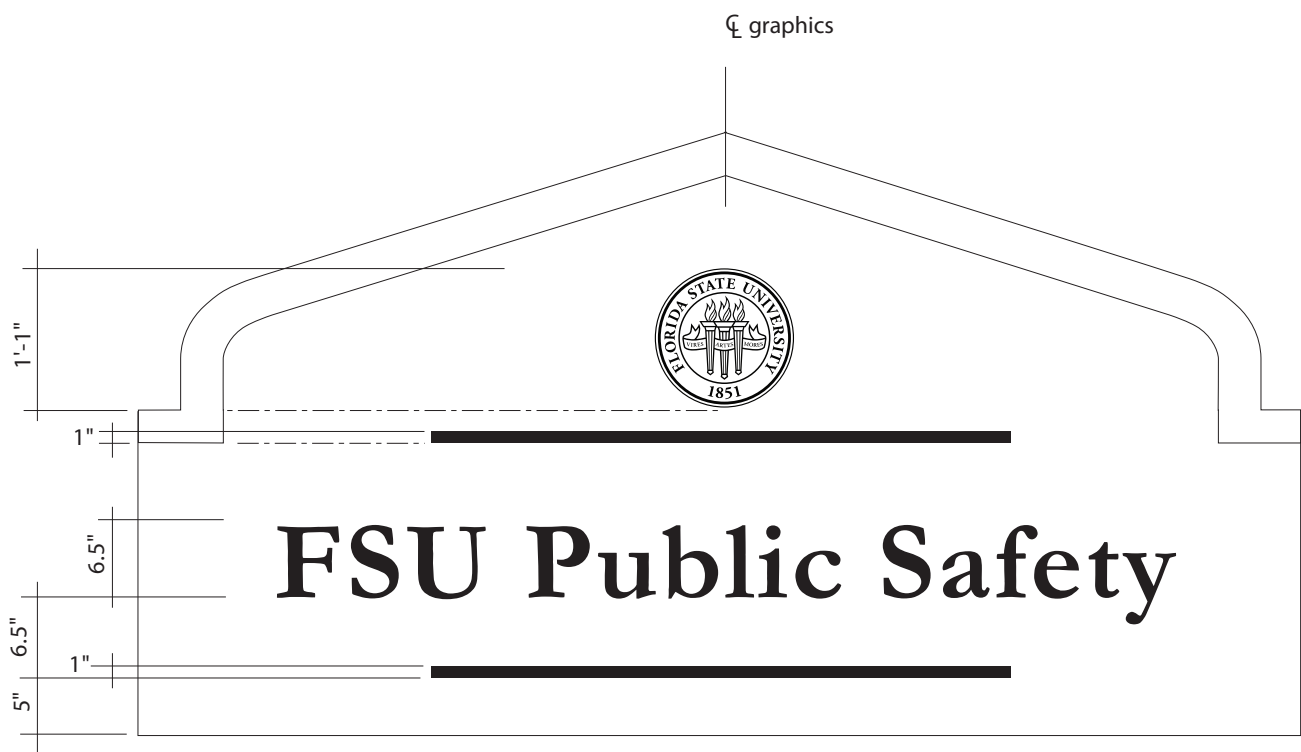 ℄ graphics
FLORIDA STATE UNIVERSITY
VIRES ARTES MORES
1851
1'-1"
1"
FSU Public Safety
6.5"
6.5"
1"
5"